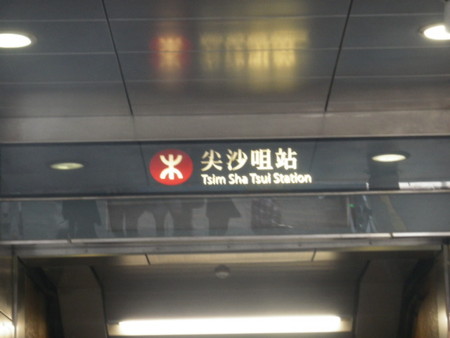 尖沙咀站
Tsim Sha Tsui Station